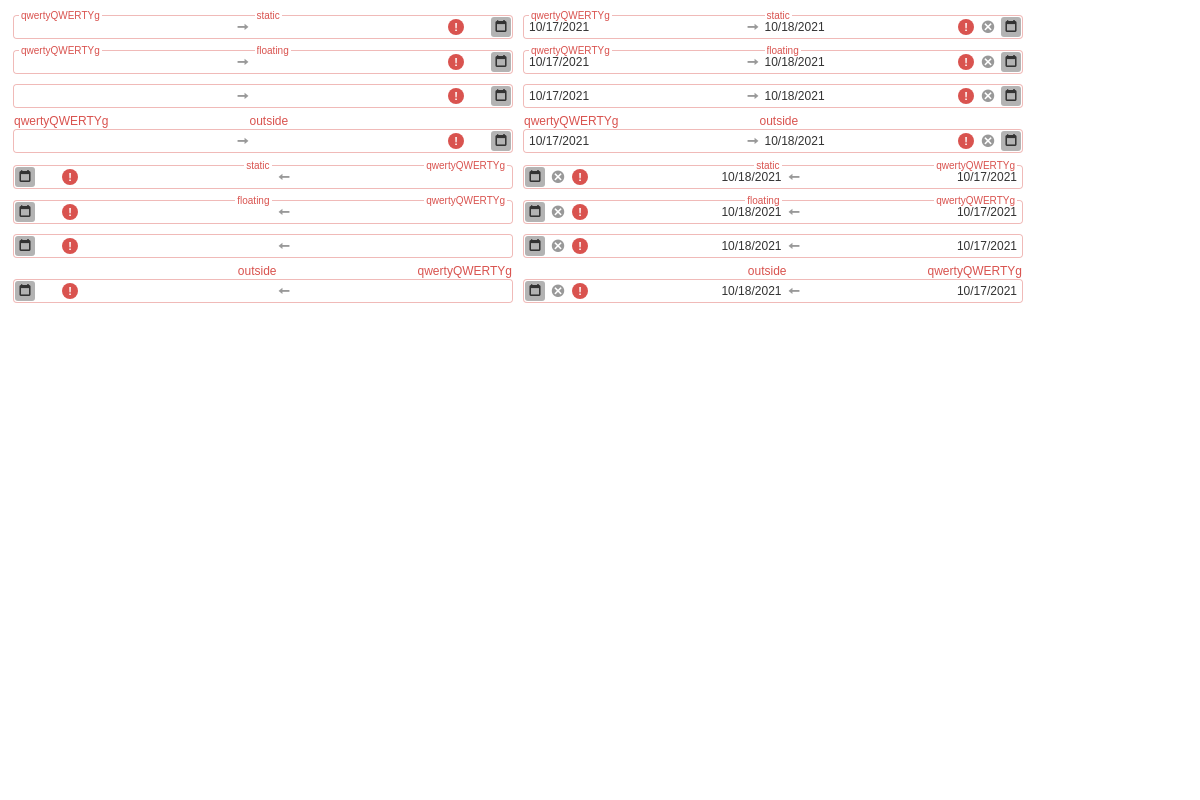 qwertyQWERTYg static qwertyQWERTYg static
10/17/2021 10/18/2021
qwertyQWERTYg floating qwertyQWERTYg floating
10/17/2021 10/18/2021
10/17/2021 10/18/2021
qwertyQWERTYg outside qwertyQWERTYg outside
10/17/2021 10/18/2021
static qwertyQWERTYg static qwertyQWERTYg
10/18/2021 10/17/2021
floating qwertyQWERTYg floating qwertyQWERTYg
10/18/2021 10/17/2021
10/18/2021 10/17/2021
outside qwertyQWERTYg outside qwertyQWERTYg
10/18/2021 10/17/2021